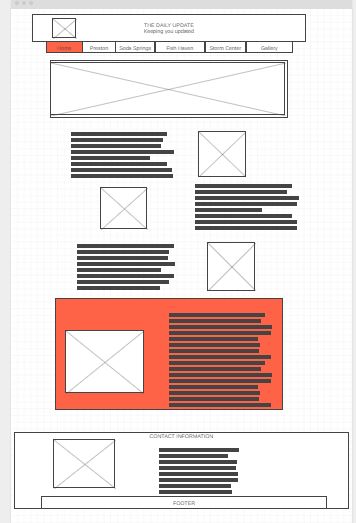 THE DAILY UPDATE
Keeping you updated
Home Preston Soda Springs Fish Haven Storm Center Gallery
CONTACT INFORMATION
FOOTER